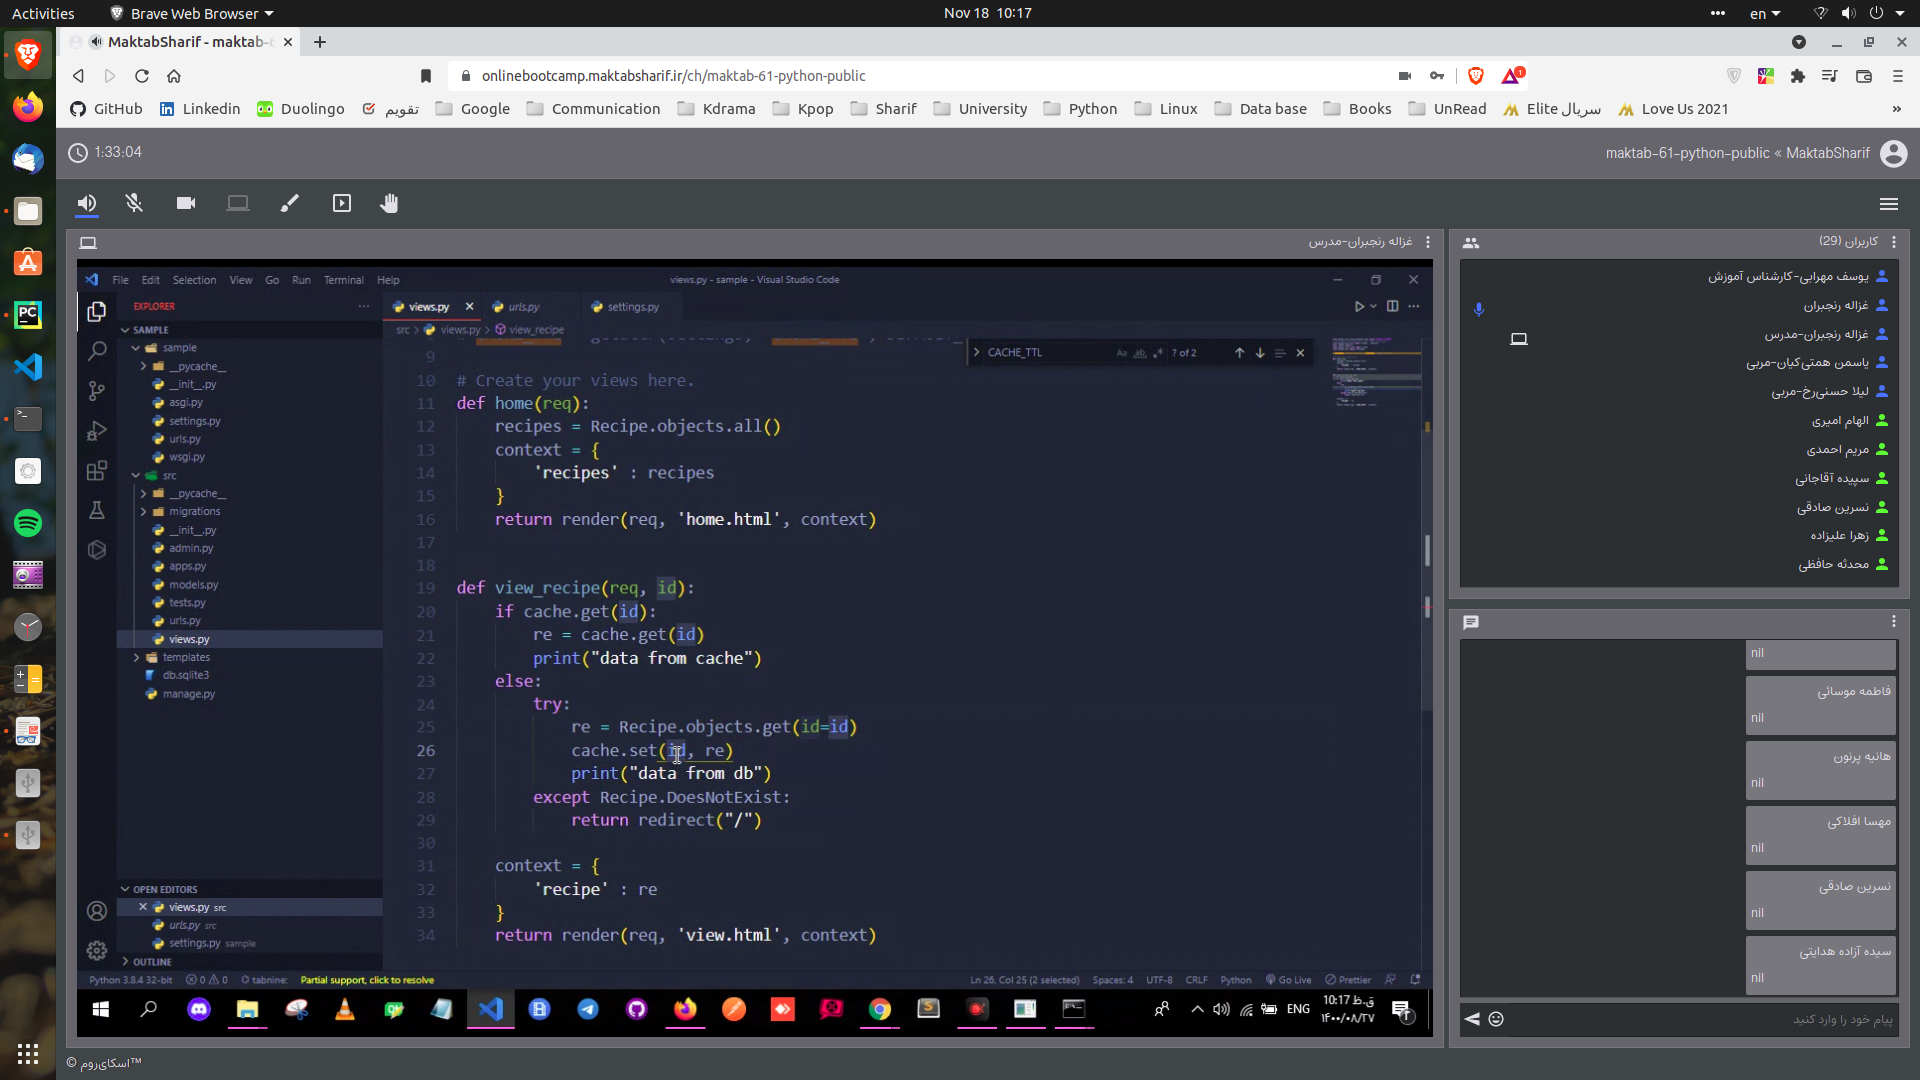 Activities
Brave Web Browser
Nov 18 10:17
en
MaktabSharif - maktab-6
onlinebootcamp.maktabsharif.ir/ch/maktab-61-python-public
1
GitHub
Linkedin
Duolingo
تقویم
Google
Communication
Kdrama
Kpop
Sharif
University
Python
Linux
Data base
Books
UnRead
سریال Elite
Love Us 2021
»
1:33:04
maktab-61-python-public « MaktabSharif
غزاله رنجبران-مدرس
File Edit Selection View Go Run Terminal Help
views.py - sample - Visual Studio Code
EXPLORER
SAMPLE
sample
__pycache__
__init__.py
asgi.py
settings.py
urls.py
wsgi.py
src
__pycache__
migrations
__init__.py
admin.py
apps.py
models.py
tests.py
urls.py
views.py
templates
db.sqlite3
manage.py
OPEN EDITORS
views.py src
urls.py src
settings.py sample
OUTLINE
views.py
urls.py
settings.py
src > views.py > view_recipe
CACHE_TTL
? of 2
9
10 # Create your views here.
11 def home(req):
12 recipes = Recipe.objects.all()
13 context = {
14 'recipes' : recipes
15 }
16 return render(req, 'home.html', context)
17
18
19 def view_recipe(req, id):
20 if cache.get(id):
21 re = cache.get(id)
22 print("data from cache")
23 else:
24 try:
25 re = Recipe.objects.get(id=id)
26 cache.set(id, re)
27 print("data from db")
28 except Recipe.DoesNotExist:
29 return redirect("/")
30
31 context = {
32 'recipe' : re
33 }
34 return render(req, 'view.html', context)
Python 3.8.4 32-bit
0
0
tabnine:
Partial support, click to resolve
Ln 26, Col 25 (2 selected)
Spaces: 4
UTF-8
CRLF
Python
Go Live
Prettier
ENG
10:17 ق.ظ
۱۴۰۰/۰۸/۲۷
© اسکای‌روم™
کاربران (29)
یوسف مهرابی-کارشناس آموزش
غزاله رنجبران
غزاله رنجبران-مدرس
یاسمن همتی‌کیان-مربی
لیلا حسنی‌رخ-مربی
الهام امیری
مریم احمدی
سپیده آقاجانی
نسرین صادقی
زهرا علیزاده
محدثه حافظی
nil
فاطمه موسائی
nil
هانیه پرنون
nil
مهسا افلاکی
nil
نسرین صادقی
nil
سیده آزاده هدایتی
nil
پیام خود را وارد کنید